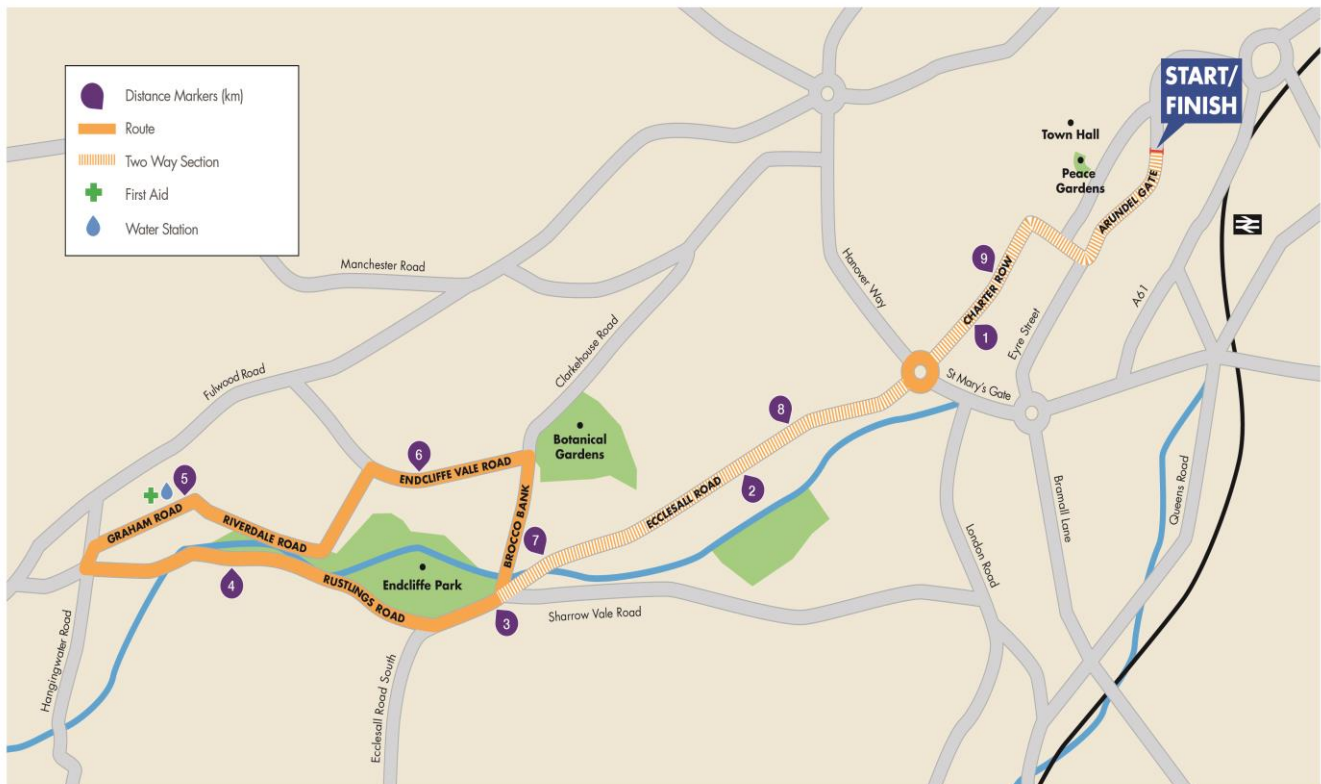 Distance Markers (km)
Route
Two Way Section
First Aid
Water Station
START/
FINISH
Town Hall
Peace
Gardens
ARUNDEL GATE
9
CHARTER ROW
1
Hanover Way
Eyre Street
A61
St Mary's Gate
Manchester Road
Clarkehouse Road
Fulwood Road
8
Botanical
Gardens
6
ENDCLIFFE VALE ROAD
5
2
ECCLESALL ROAD
GRAHAM ROAD
RIVERDALE ROAD
BROCCO BANK
7
London Road
Bramall Lane
Queens Road
4
Endcliffe Park
RUSTLINGS ROAD
3
Sharrow Vale Road
Hangingwater Road
Ecclesall Road South